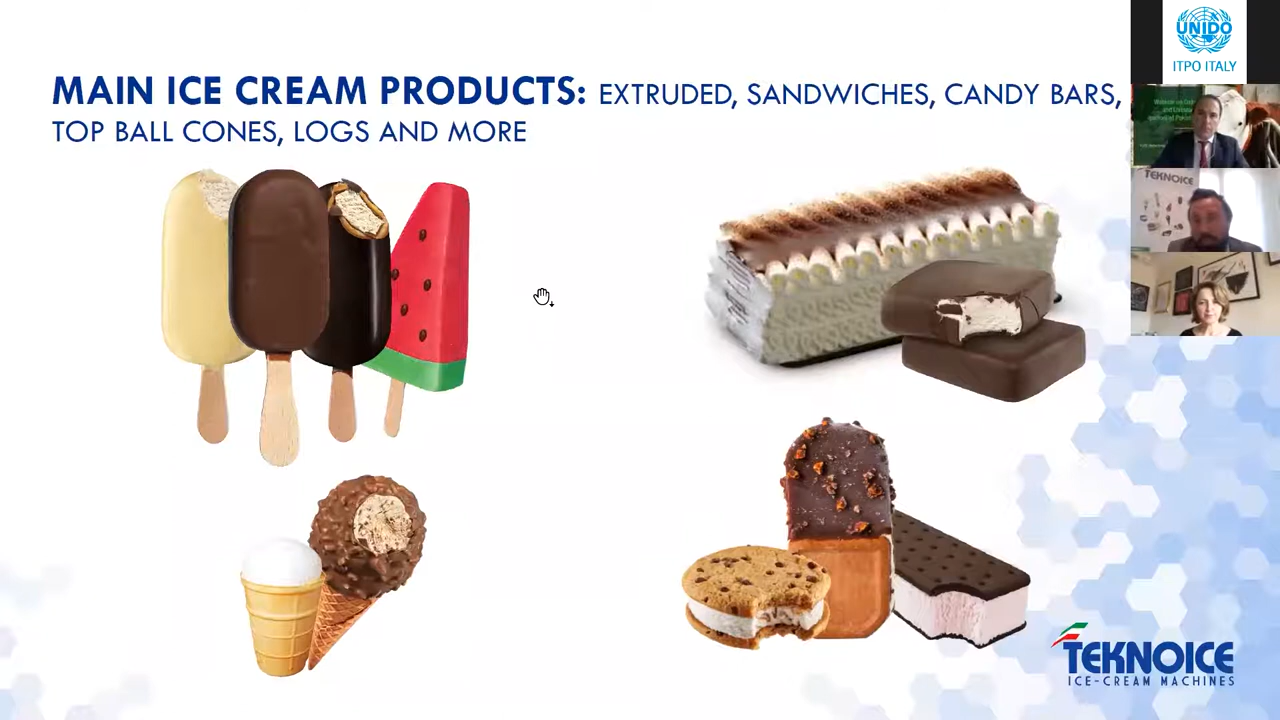 MAIN ICE CREAM PRODUCTS: EXTRUDED, SANDWICHES, CANDY BARS,
TOP BALL CONES, LOGS AND MORE
UNIDO
ITPO ITALY
TEKNOICE
TEKNOICE
ICE-CREAM MACHINES